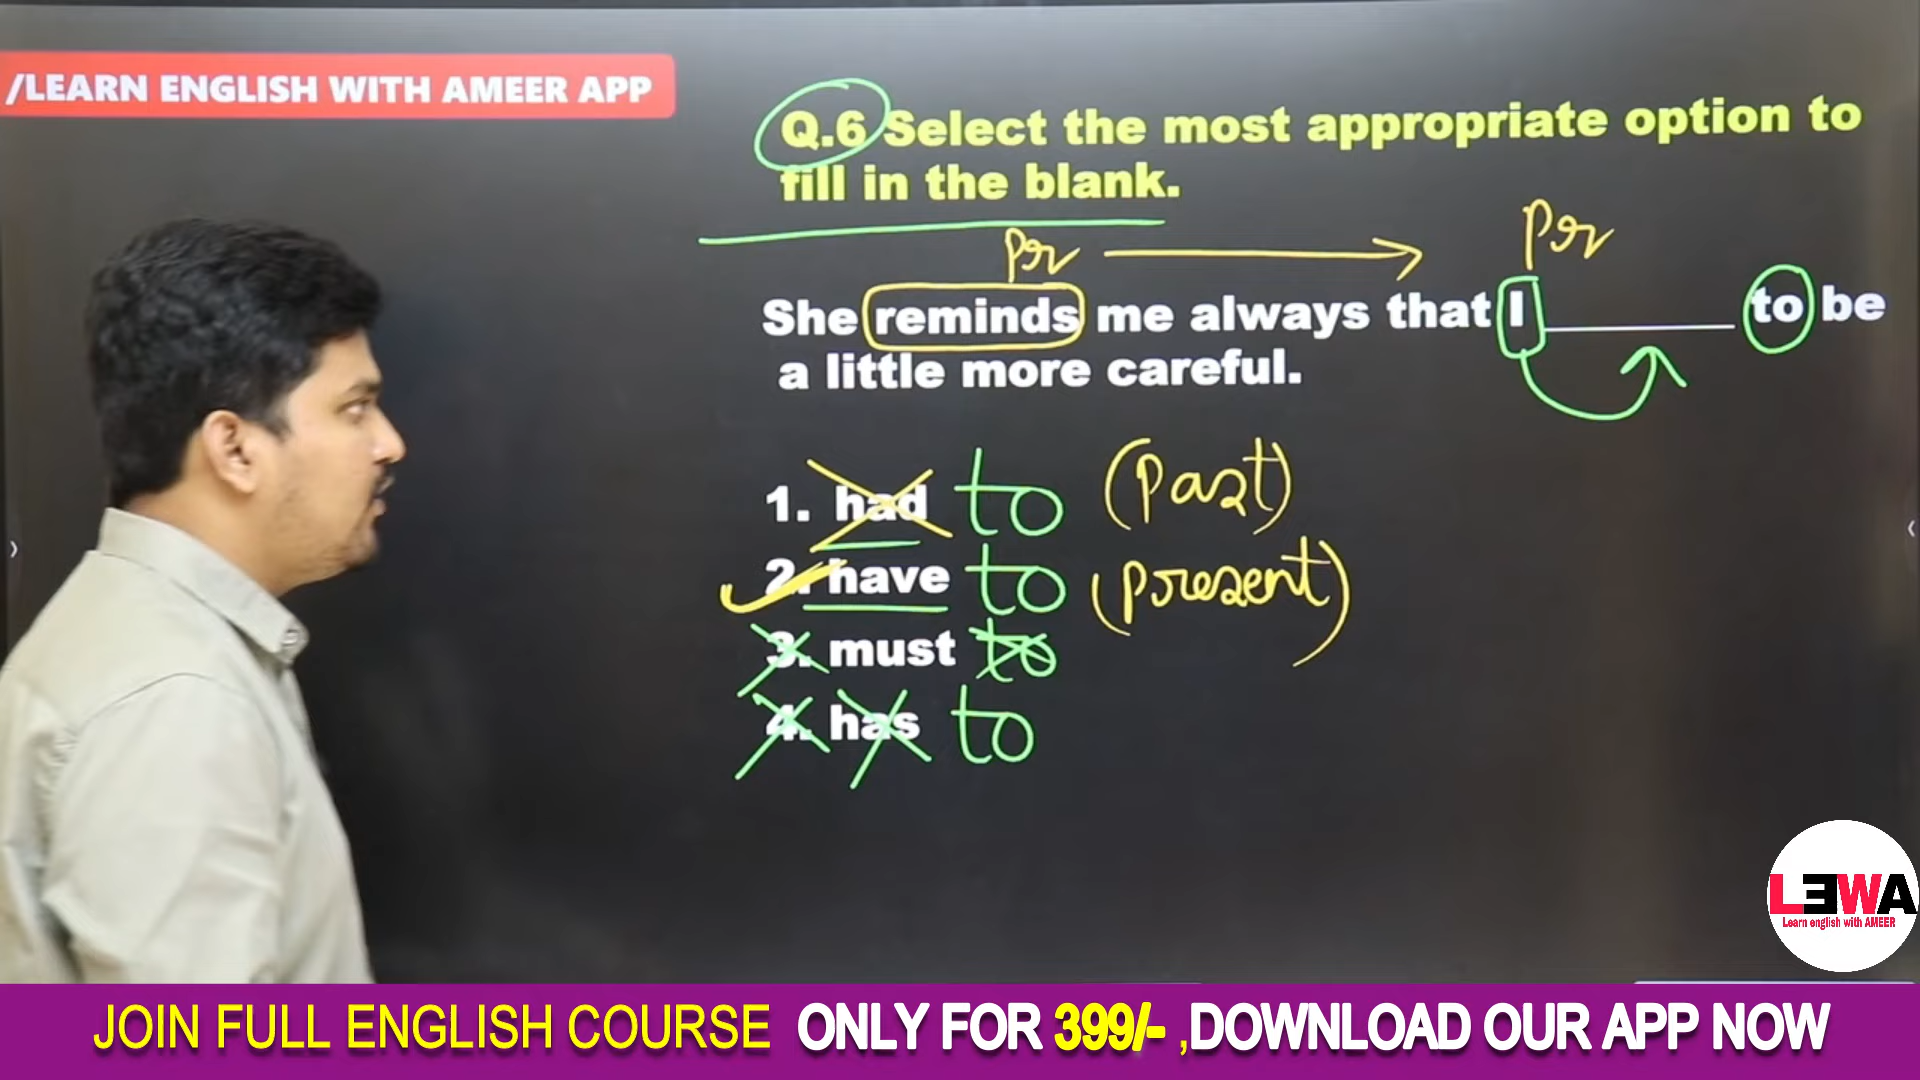 /LEARN ENGLISH WITH AMEER APP
Q.6 Select the most appropriate option to
fill in the blank.
pr pr
She reminds me always that I ________ to be
a little more careful.
1. had to (past)
2. have to (present)
3. must to
4. has to
LEWA
Learn english with AMEER
JOIN FULL ENGLISH COURSE ONLY FOR 399/- ,DOWNLOAD OUR APP NOW